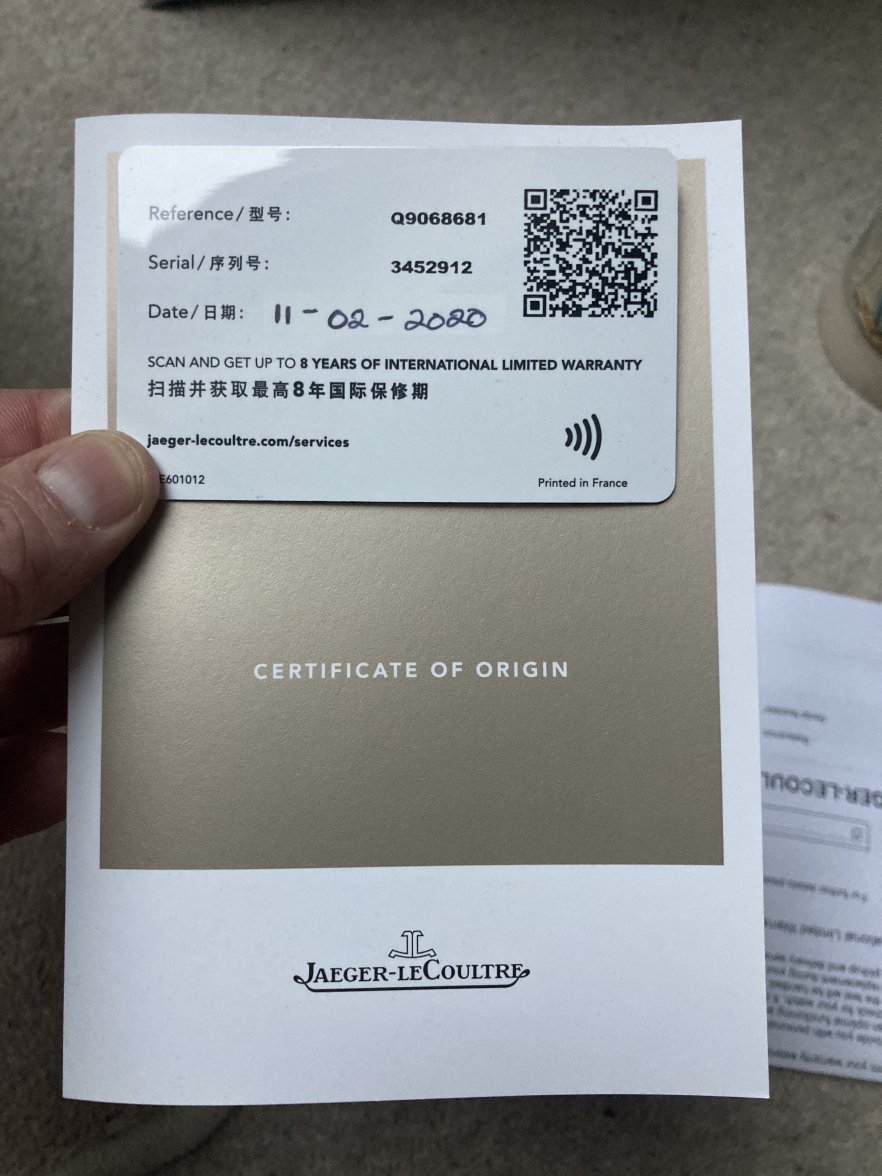 Reference/型号: Q9068681
Serial/序列号: 3452912
Date/日期: 11-02-2020
SCAN AND GET UP TO 8 YEARS OF INTERNATIONAL LIMITED WARRANTY
扫描并获取最高8年国际保修期
jaeger-lecoultre.com/services
E601012 Printed in France
CERTIFICATE OF ORIGIN
JAEGER-LECOULTRE